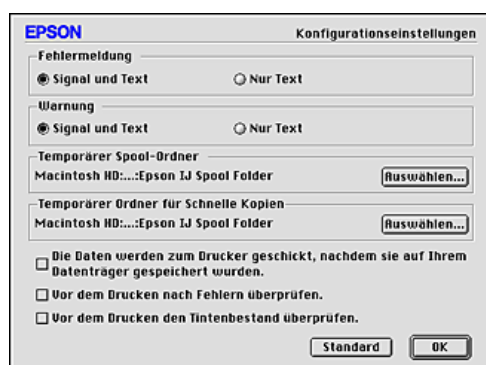 EPSON Konfigurationseinstellungen
Fehlermeldung
Signal und Text Nur Text
Warnung
Signal und Text Nur Text
Temporärer Spool-Ordner
Macintosh HD:...:Epson IJ Spool Folder Auswählen...
Temporärer Ordner für Schnelle Kopien
Macintosh HD:...:Epson IJ Spool Folder Auswählen...
Die Daten werden zum Drucker geschickt, nachdem sie auf Ihrem
Datenträger gespeichert wurden.
Vor dem Drucken nach Fehlern überprüfen.
Vor dem Drucken den Tintenbestand überprüfen.
Standard OK